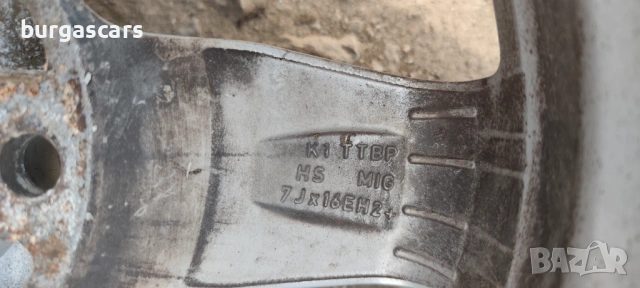 burgascars
K1 TTBP
HS MIG
7Jx16EH2+
BAZAR